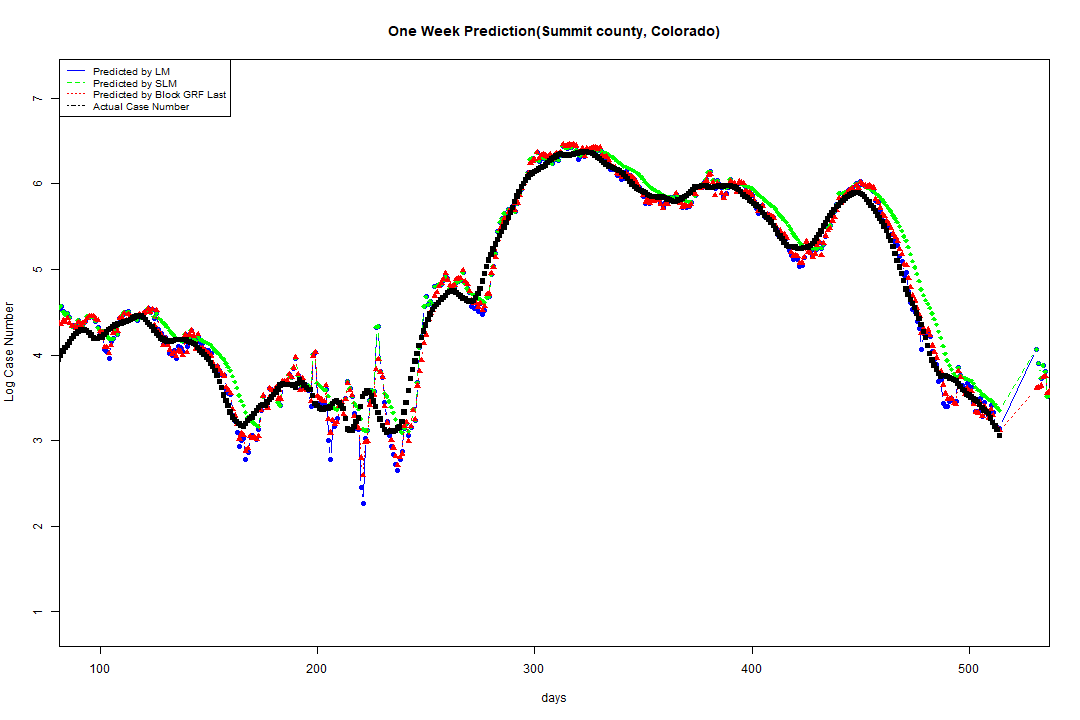 One Week Prediction(Summit county, Colorado)
Predicted by LM
Predicted by SLM
Predicted by Block GRF Last
Actual Case Number
7
6
5
4
3
2
1
Log Case Number
100 200 300 400 500
days